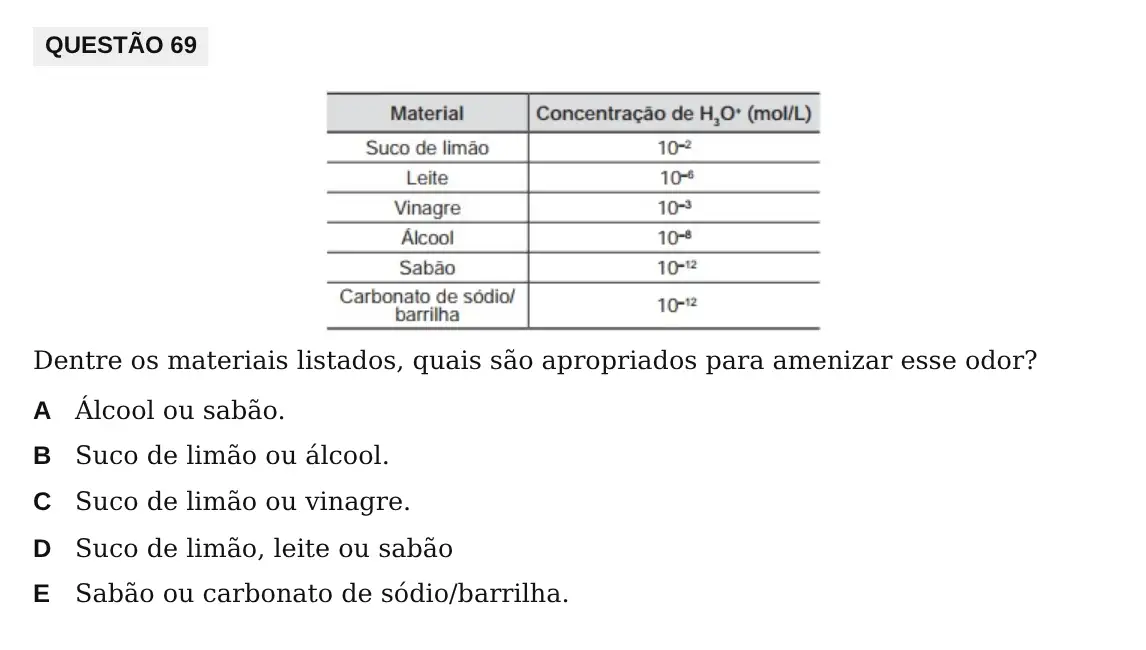 QUESTÃO 69
Material Concentração de H₃O⁺ (mol/L)
Suco de limão 10⁻²
Leite 10⁻⁶
Vinagre 10⁻³
Álcool 10⁻⁸
Sabão 10⁻¹²
Carbonato de sódio/
barrilha 10⁻¹²
Dentre os materiais listados, quais são apropriados para amenizar esse odor?
A Álcool ou sabão.
B Suco de limão ou álcool.
C Suco de limão ou vinagre.
D Suco de limão, leite ou sabão
E Sabão ou carbonato de sódio/barrilha.